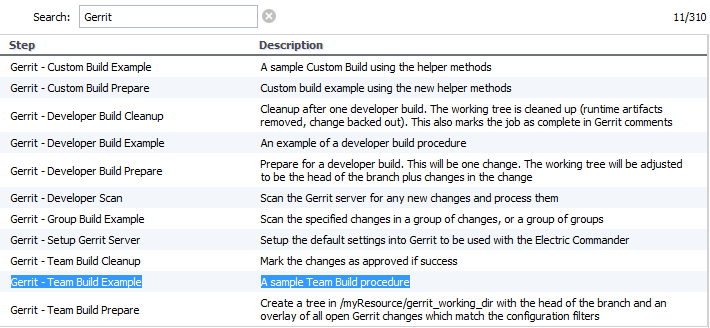 Search: Gerrit 11/310
Step Description
Gerrit - Custom Build Example A sample Custom Build using the helper methods
Gerrit - Custom Build Prepare Custom build example using the new helper methods
Gerrit - Developer Build Cleanup Cleanup after one developer build. The working tree is cleaned up (runtime artifacts
removed, change backed out). This also marks the job as complete in Gerrit comments
Gerrit - Developer Build Example An example of a developer build procedure
Gerrit - Developer Build Prepare Prepare for a developer build. This will be one change. The working tree will be adjusted
to be the head of the branch plus changes in the change
Gerrit - Developer Scan Scan the Gerrit server for any new changes and process them
Gerrit - Group Build Example Scan the specified changes in a group of changes, or a group of groups
Gerrit - Setup Gerrit Server Setup the default settings into Gerrit to be used with the Electric Commander
Gerrit - Team Build Cleanup Mark the changes as approved if success
Gerrit - Team Build Example A sample Team Build procedure
Gerrit - Team Build Prepare Create a tree in /myResource/gerrit_working_dir with the head of the branch and an
overlay of all open Gerrit changes which match the configuration filters